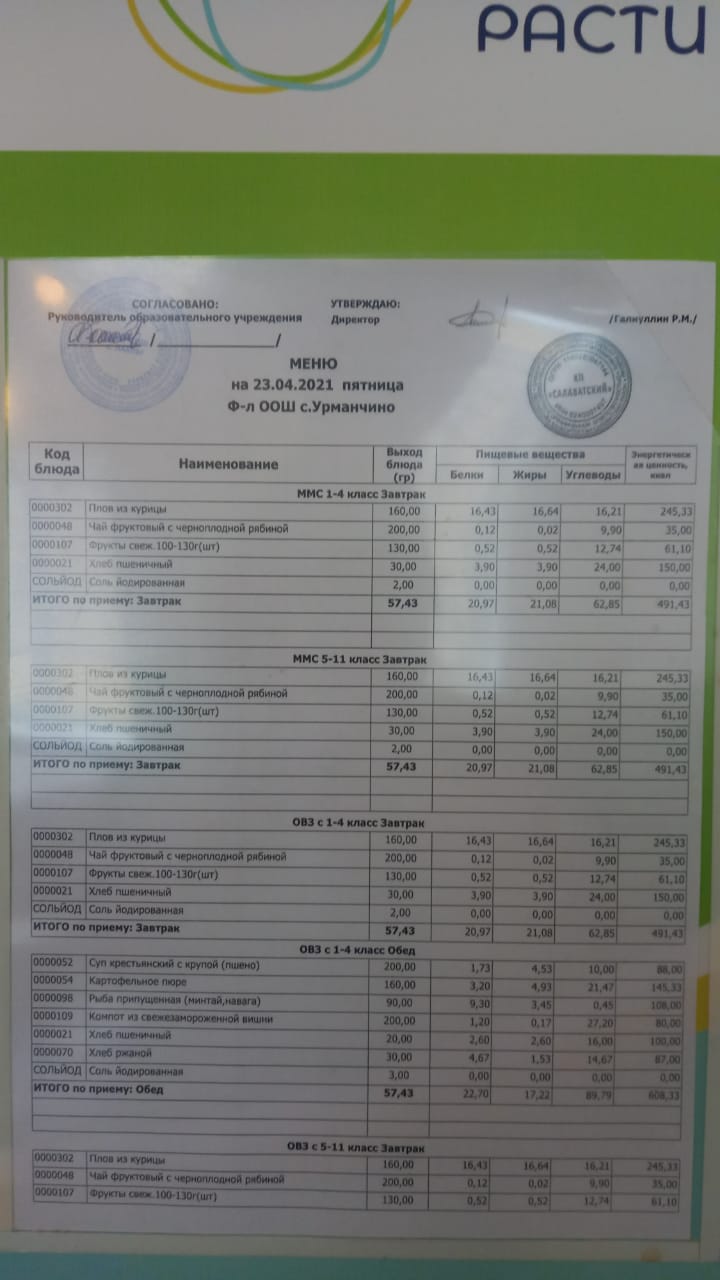 РАСТИ
СОГЛАСОВАНО: УТВЕРЖДАЮ:
Руководитель образовательного учреждения Директор /Галиуллин Р.М./
/ /
КП
«САЛАВАТСКИЙ»
МЕНЮ
на 23.04.2021 пятница
Ф-л ООШ с.Урманчино
Код блюда Наименование Выход блюда (гр) Пищевые вещества Энергетическ ая ценность, ккал
Белки Жиры Углеводы
ММС 1-4 класс Завтрак
0000302 Плов из курицы 160,00 16,43 16,64 16,21 245,33
0000048 Чай фруктовый с черноплодной рябиной 200,00 0,12 0,02 9,90 35,00
0000107 Фрукты свеж.100-130г(шт) 130,00 0,52 0,52 12,74 61,10
0000021 Хлеб пшеничный 30,00 3,90 3,90 24,00 150,00
СОЛЬЙОД Соль йодированная 2,00 0,00 0,00 0,00 0,00
ИТОГО по приему: Завтрак 57,43 20,97 21,08 62,85 491,43
ММС 5-11 класс Завтрак
0000302 Плов из курицы 160,00 16,43 16,64 16,21 245,33
0000048 Чай фруктовый с черноплодной рябиной 200,00 0,12 0,02 9,90 35,00
0000107 Фрукты свеж.100-130г(шт) 130,00 0,52 0,52 12,74 61,10
0000021 Хлеб пшеничный 30,00 3,90 3,90 24,00 150,00
СОЛЬЙОД Соль йодированная 2,00 0,00 0,00 0,00 0,00
ИТОГО по приему: Завтрак 57,43 20,97 21,08 62,85 491,43
ОВЗ с 1-4 класс Завтрак
0000302 Плов из курицы 160,00 16,43 16,64 16,21 245,33
0000048 Чай фруктовый с черноплодной рябиной 200,00 0,12 0,02 9,90 35,00
0000107 Фрукты свеж.100-130г(шт) 130,00 0,52 0,52 12,74 61,10
0000021 Хлеб пшеничный 30,00 3,90 3,90 24,00 150,00
СОЛЬЙОД Соль йодированная 2,00 0,00 0,00 0,00 0,00
ИТОГО по приему: Завтрак 57,43 20,97 21,08 62,85 491,43
ОВЗ с 1-4 класс Обед
0000052 Суп крестьянский с крупой (пшено) 200,00 1,73 4,53 10,00 88,00
0000054 Картофельное пюре 160,00 3,20 4,93 21,47 145,33
0000098 Рыба припущенная (минтай,навага) 90,00 9,30 3,45 0,45 108,00
0000109 Компот из свежезамороженной вишни 200,00 1,20 0,17 27,20 80,00
0000021 Хлеб пшеничный 20,00 2,60 2,60 16,00 100,00
0000070 Хлеб ржаной 30,00 4,67 1,53 14,67 87,00
СОЛЬЙОД Соль йодированная 3,00 0,00 0,00 0,00 0,00
ИТОГО по приему: Обед 57,43 22,70 17,22 89,79 608,33
ОВЗ с 5-11 класс Завтрак
0000302 Плов из курицы 160,00 16,43 16,64 16,21 245,33
0000048 Чай фруктовый с черноплодной рябиной 200,00 0,12 0,02 9,90 35,00
0000107 Фрукты свеж.100-130г(шт) 130,00 0,52 0,52 12,74 61,10